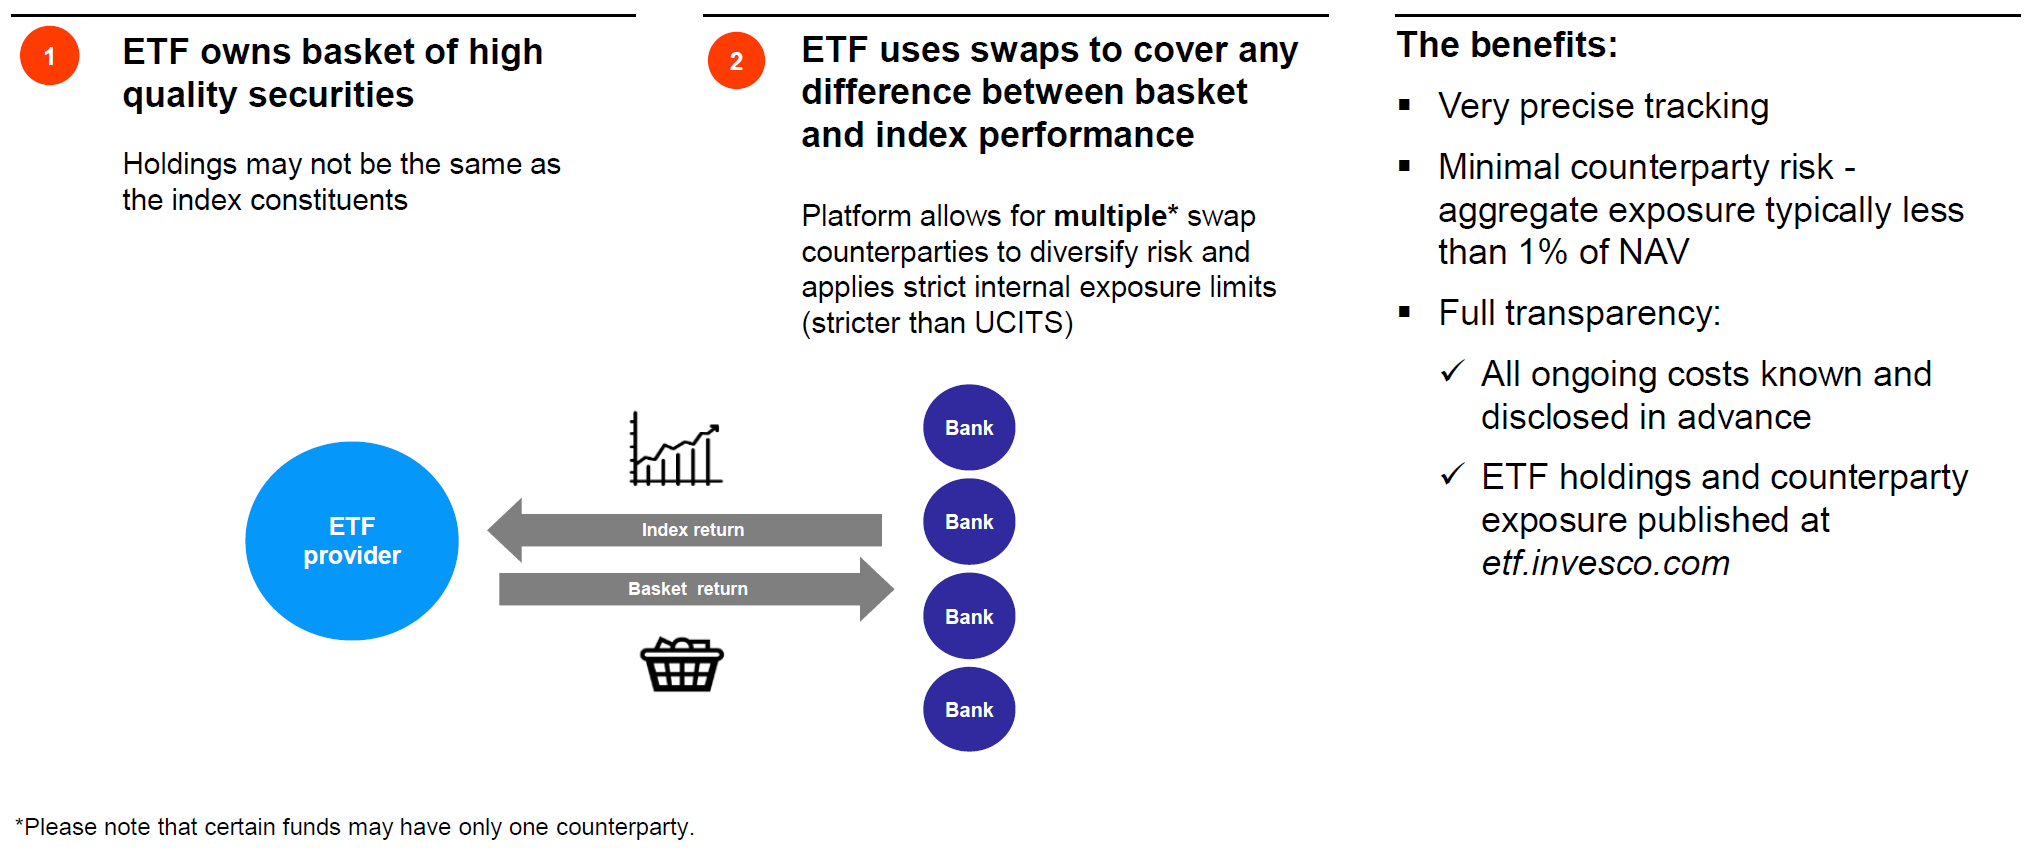 1
ETF owns basket of high
quality securities
Holdings may not be the same as
the index constituents
2
ETF uses swaps to cover any
difference between basket
and index performance
Platform allows for multiple* swap
counterparties to diversify risk and
applies strict internal exposure limits
(stricter than UCITS)
ETF
provider
Index return
Basket return
Bank
Bank
Bank
Bank
The benefits:
▪ Very precise tracking
▪ Minimal counterparty risk -
aggregate exposure typically less
than 1% of NAV
▪ Full transparency:
✓ All ongoing costs known and
disclosed in advance
✓ ETF holdings and counterparty
exposure published at
etf.invesco.com
*Please note that certain funds may have only one counterparty.